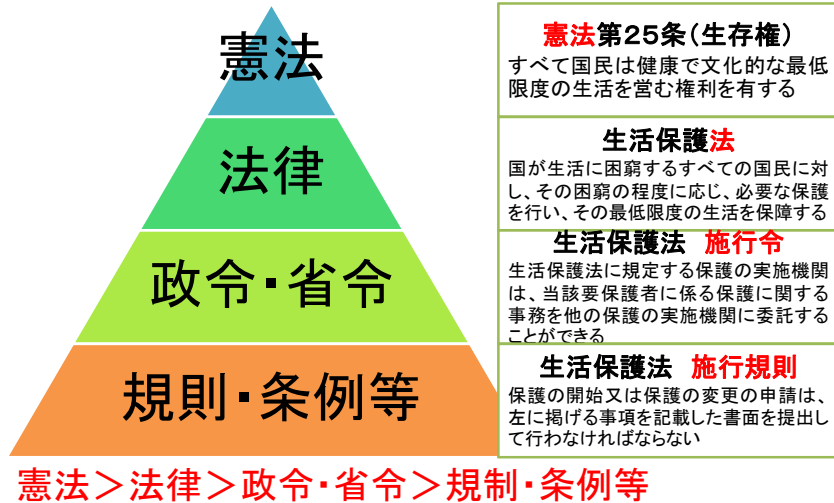 憲法
法律
政令・省令
規則・条例等
憲法第25条(生存権)
すべて国民は健康で文化的な最低
限度の生活を営む権利を有する
生活保護法
国が生活に困窮するすべての国民に対
し、その困窮の程度に応じ、必要な保護
を行い、その最低限度の生活を保障する
生活保護法 施行令
生活保護法に規定する保護の実施機関
は、当該要保護者に係る保護に関する
事務を他の保護の実施機関に委託する
ことができる
生活保護法 施行規則
保護の開始又は保護の変更の申請は、
左に掲げる事項を記載した書面を提出し
て行わなければならない
憲法＞法律＞政令・省令＞規制・条例等